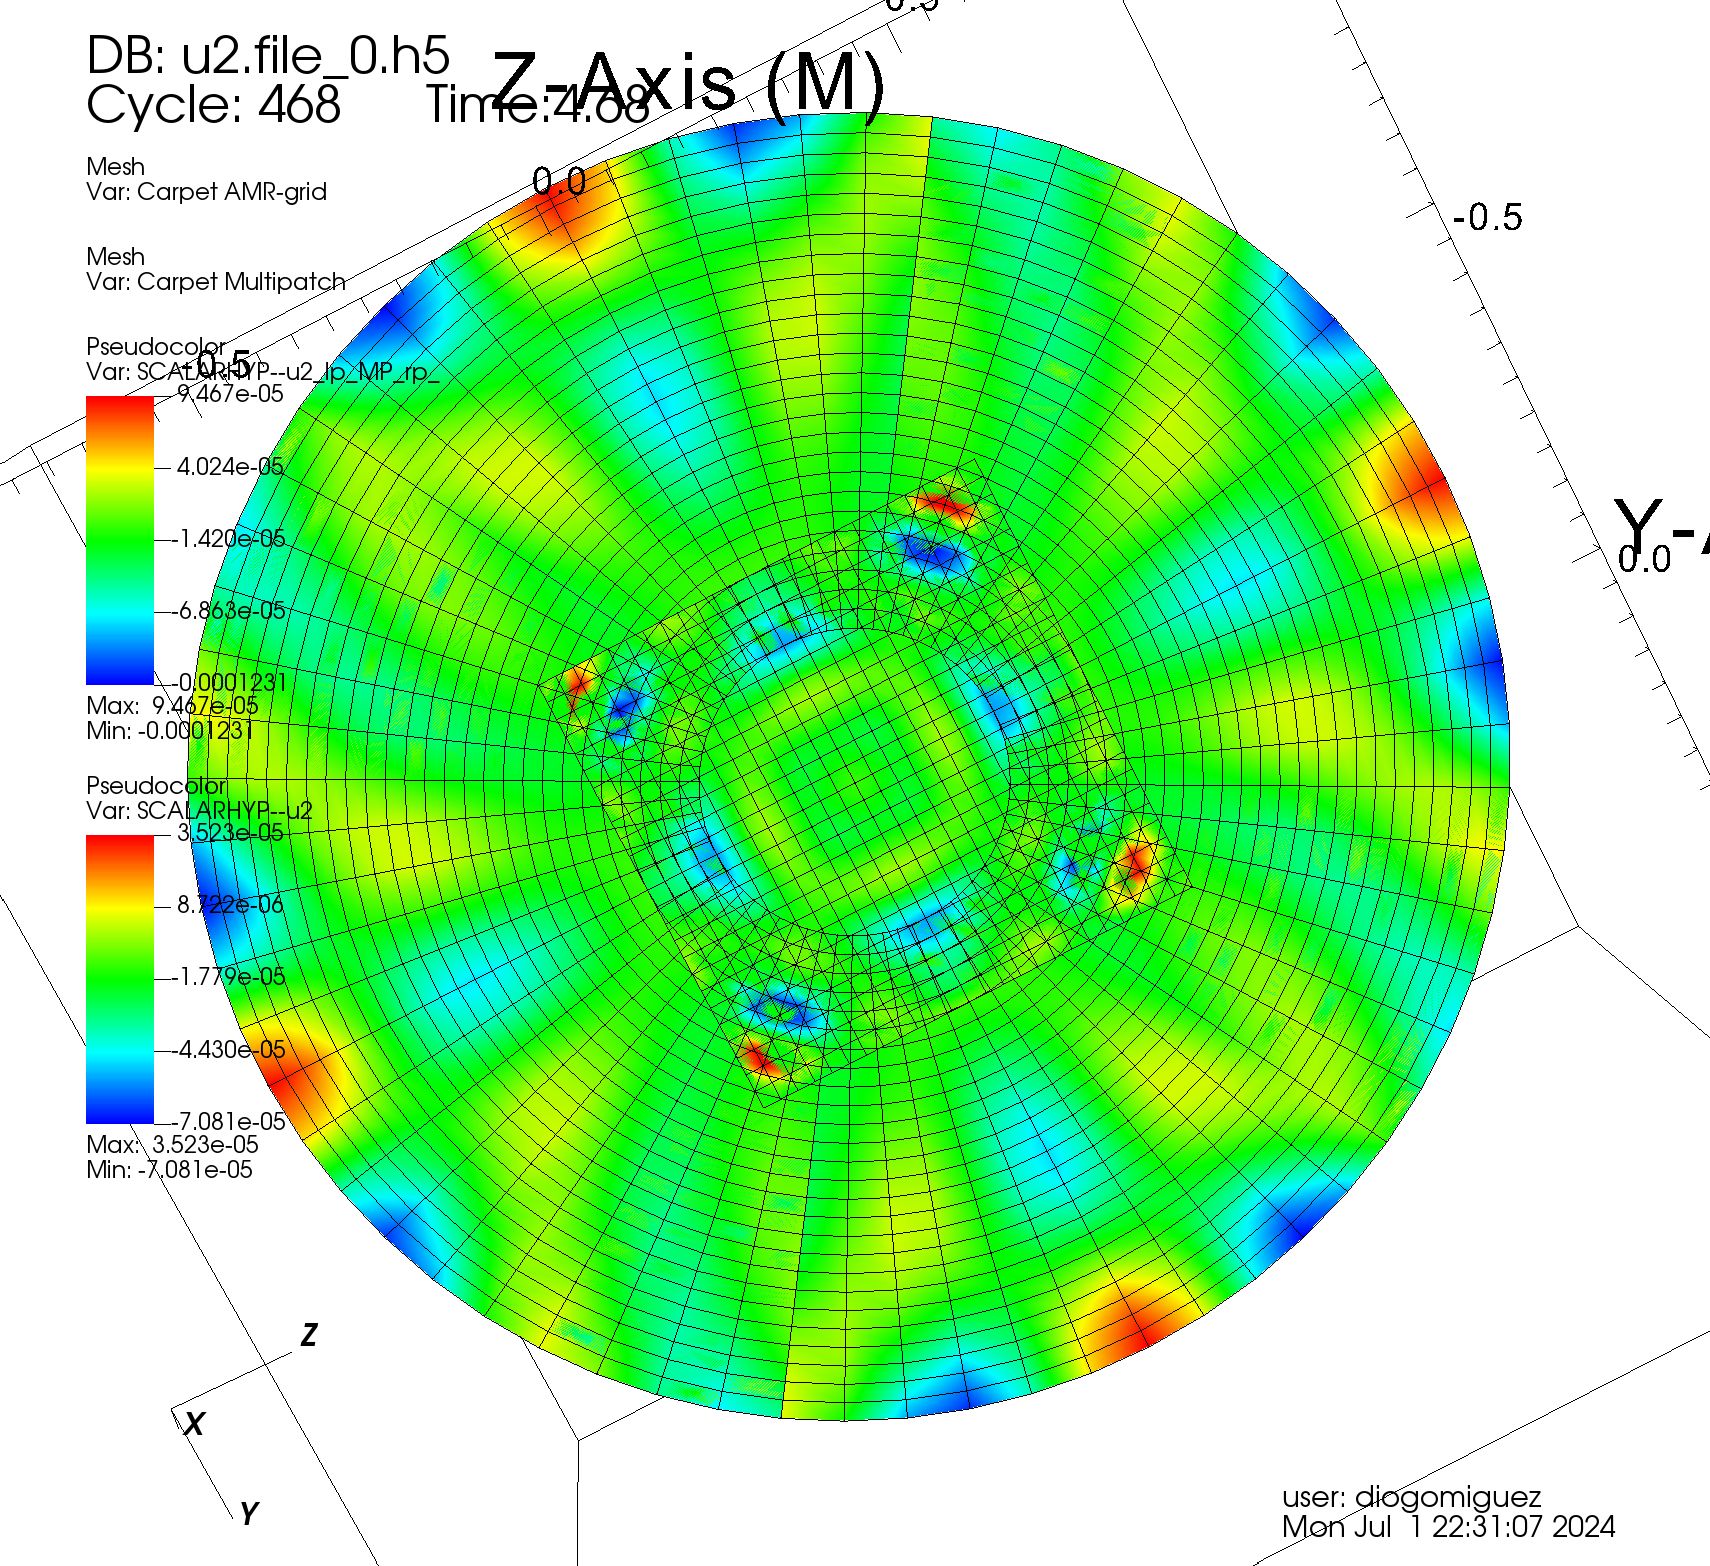 0.5
DB: u2.file_0.h5
Z-Axis (M)
Cycle: 468 Time:4.68
Mesh
Var: Carpet AMR-grid
0.0
-0.5
Mesh
Var: Carpet Multipatch
Pseudocolor
-0.5
Var: SCALARHYP--u2_lp_MP_rp_
9.467e-05
4.024e-05
-1.420e-05
Y-A
0.0
-6.863e-05
-0.0001231
Max: 9.467e-05
Min: -0.0001231
Pseudocolor
Var: SCALARHYP--u2
3.523e-05
8.722e-06
-1.779e-05
-4.430e-05
-7.081e-05
Max: 3.523e-05
Min: -7.081e-05
Z
X
Y
user: diogomiguez
Mon Jul 1 22:31:07 2024